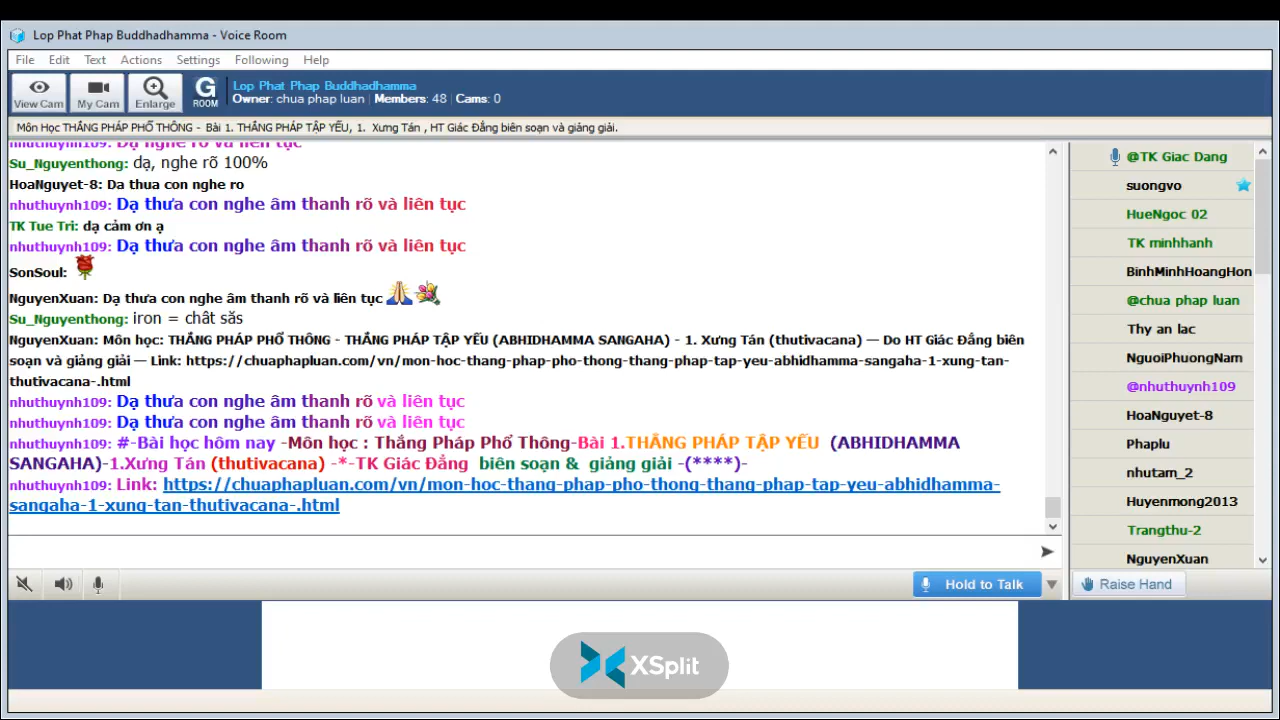 Lop Phat Phap Buddhadhamma - Voice Room
File Edit Text Actions Settings Following Help
View Cam My Cam Enlarge G ROOM
Lop Phat Phap Buddhadhamma
Owner: chua phap luan | Members: 48 | Cams: 0
Môn Học THẮNG PHÁP PHỔ THÔNG - Bài 1. THẮNG PHÁP TẬP YẾU, 1. Xưng Tán , HT Giác Đẳng biên soạn và giảng giải.
nhuthuynh109: Dạ nghe rõ và liên tục
Su_Nguyenthong: dạ, nghe rõ 100%
HoaNguyet-8: Da thua con nghe ro
nhuthuynh109: Dạ thưa con nghe âm thanh rõ và liên tục
TK Tue Tri: dạ cảm ơn ạ
nhuthuynh109: Dạ thưa con nghe âm thanh rõ và liên tục
SonSoul:
NguyenXuan: Dạ thưa con nghe âm thanh rõ và liên tục
Su_Nguyenthong: iron = chât săs
NguyenXuan: Môn học: THẮNG PHÁP PHỔ THÔNG - THẮNG PHÁP TẬP YẾU (ABHIDHAMMA SANGAHA) - 1. Xưng Tán (thutivacana) — Do HT Giác Đẳng biên
soạn và giảng giải — Link: https://chuaphapluan.com/vn/mon-hoc-thang-phap-pho-thong-thang-phap-tap-yeu-abhidhamma-sangaha-1-xung-tan-
thutivacana-.html
nhuthuynh109: Dạ thưa con nghe âm thanh rõ và liên tục
nhuthuynh109: Dạ thưa con nghe âm thanh rõ và liên tục
nhuthuynh109: #-Bài học hôm nay -Môn học : Thắng Pháp Phổ Thông-Bài 1.THẮNG PHÁP TẬP YẾU (ABHIDHAMMA
SANGAHA)-1.Xưng Tán (thutivacana) -*-TK Giác Đẳng biên soạn & giảng giải -(****)-
nhuthuynh109: Link: https://chuaphapluan.com/vn/mon-hoc-thang-phap-pho-thong-thang-phap-tap-yeu-abhidhamma-
sangaha-1-xung-tan-thutivacana-.html
@TK Giac Dang
suongvo
HueNgoc 02
TK minhhanh
BinhMinhHoangHon
@chua phap luan
Thy an lac
NguoiPhuongNam
@nhuthuynh109
HoaNguyet-8
Phaplu
nhutam_2
Huyenmong2013
Trangthu-2
NguyenXuan
Hold to Talk
Raise Hand
XSplit